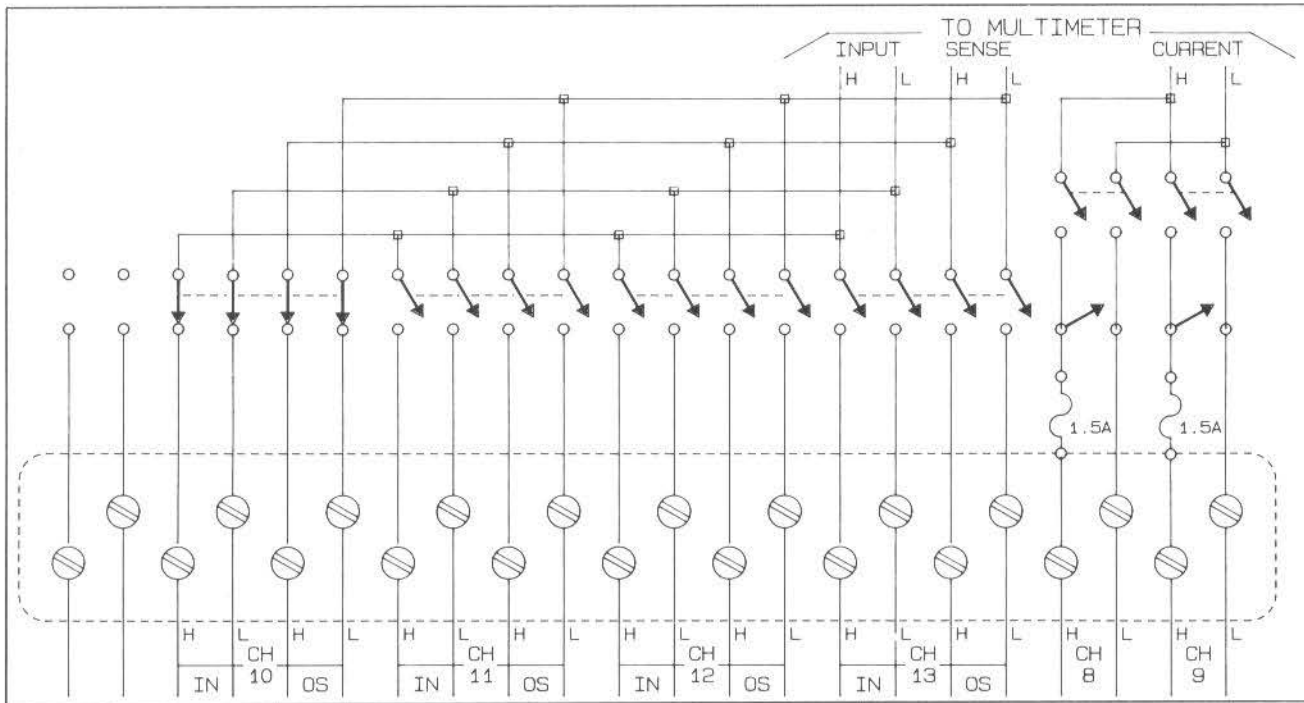 TO MULTIMETER
INPUT SENSE CURRENT
H L H L H L
1.5A 1.5A
H L H L H L H L H L H L H L H L H L H L
CH CH CH CH CH CH
10 11 12 13 8 9
IN OS IN OS IN OS IN OS